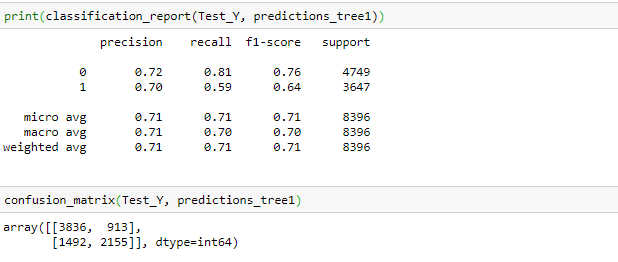 print(classification_report(Test_Y, predictions_tree1))
precision recall f1-score support
0 0.72 0.81 0.76 4749
1 0.70 0.59 0.64 3647
micro avg 0.71 0.71 0.71 8396
macro avg 0.71 0.70 0.70 8396
weighted avg 0.71 0.71 0.71 8396
confusion_matrix(Test_Y, predictions_tree1)
array([[3836, 913],
[1492, 2155]], dtype=int64)